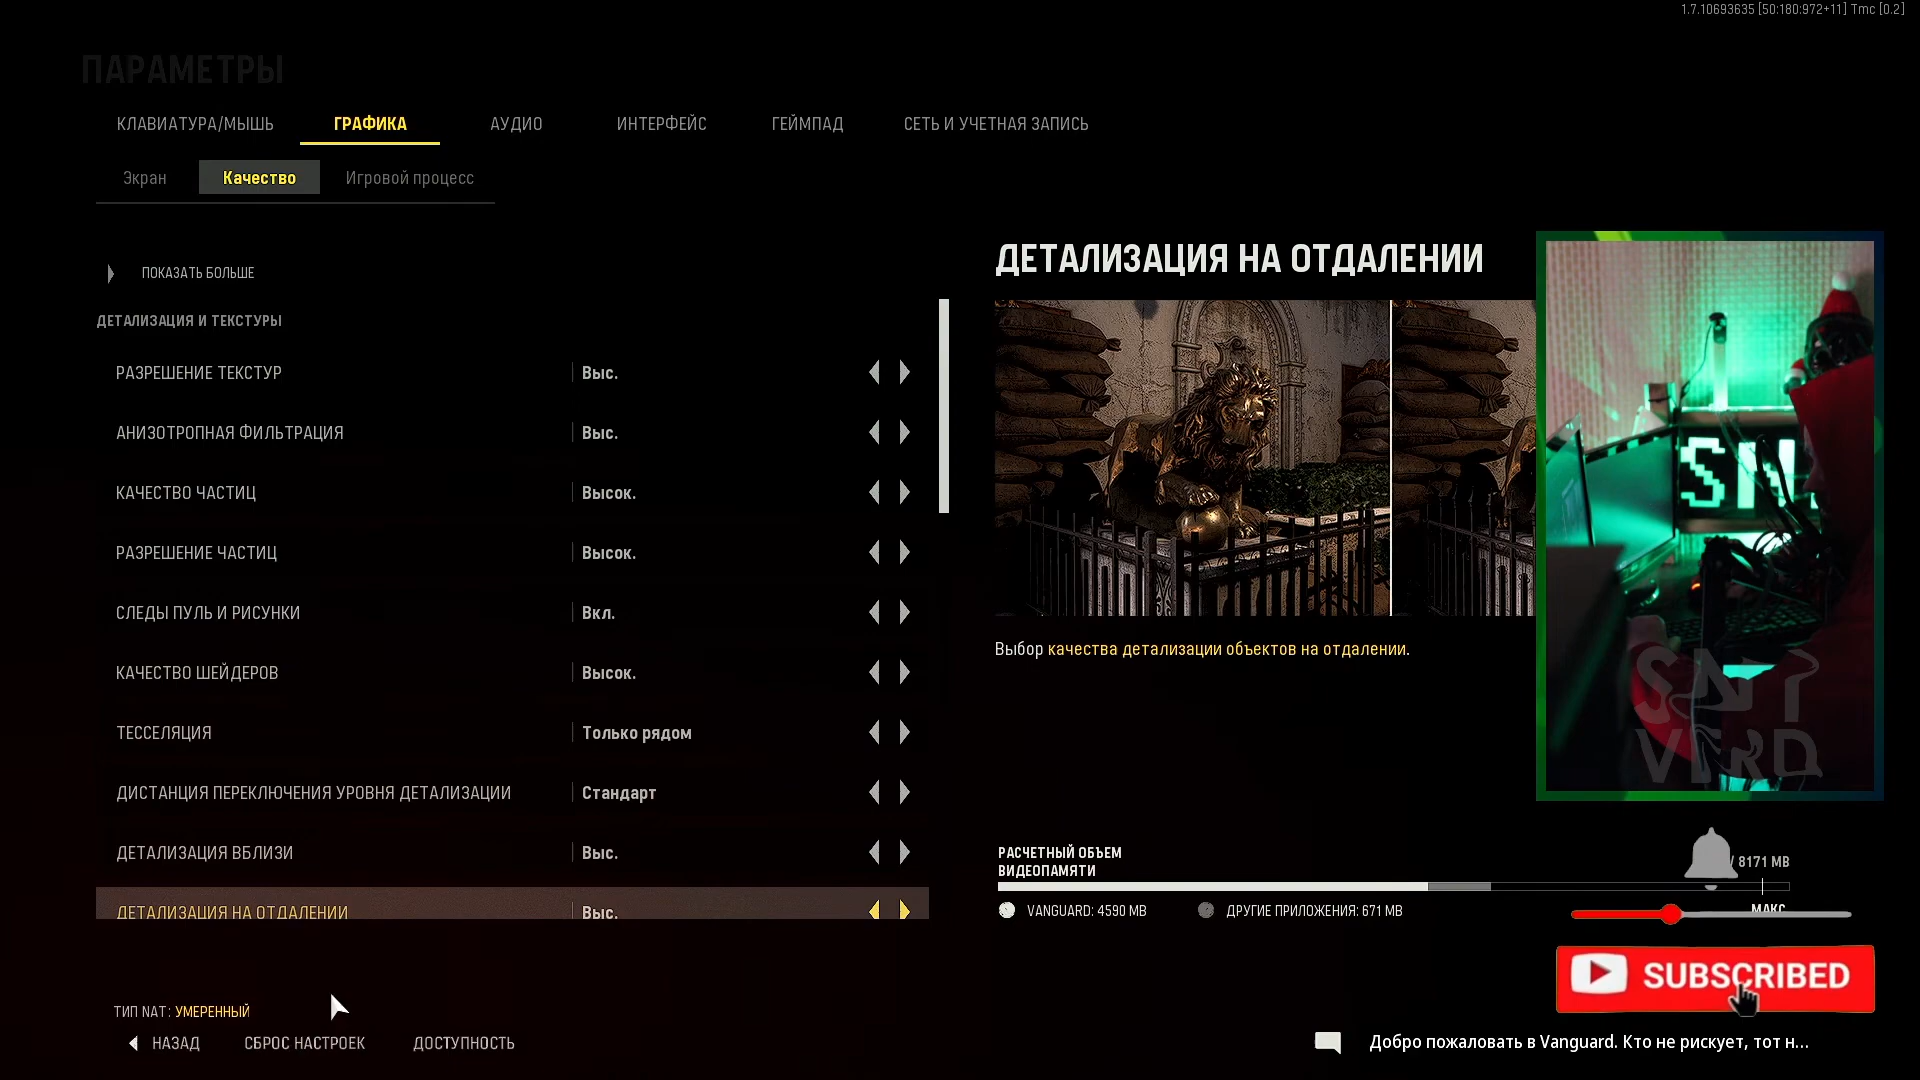 1.7.10693635 [50:180:972+11] Tmc [0.2]
ПАРАМЕТРЫ
КЛАВИАТУРА/МЫШЬ ГРАФИКА АУДИО ИНТЕРФЕЙС ГЕЙМПАД СЕТЬ И УЧЕТНАЯ ЗАПИСЬ
Экран Качество Игровой процесс
ПОКАЗАТЬ БОЛЬШЕ
ДЕТАЛИЗАЦИЯ И ТЕКСТУРЫ
РАЗРЕШЕНИЕ ТЕКСТУР Выс.
АНИЗОТРОПНАЯ ФИЛЬТРАЦИЯ Выс.
КАЧЕСТВО ЧАСТИЦ Высок.
РАЗРЕШЕНИЕ ЧАСТИЦ Высок.
СЛЕДЫ ПУЛЬ И РИСУНКИ Вкл.
КАЧЕСТВО ШЕЙДЕРОВ Высок.
ТЕССЕЛЯЦИЯ Только рядом
ДИСТАНЦИЯ ПЕРЕКЛЮЧЕНИЯ УРОВНЯ ДЕТАЛИЗАЦИИ Стандарт
ДЕТАЛИЗАЦИЯ ВБЛИЗИ Выс.
ДЕТАЛИЗАЦИЯ НА ОТДАЛЕНИИ Выс.
ДЕТАЛИЗАЦИЯ НА ОТДАЛЕНИИ
Выбор качества детализации объектов на отдалении.
SN
РАСЧЕТНЫЙ ОБЪЕМ
ВИДЕОПАМЯТИ
/ 8171 MB
VANGUARD: 4590 MB ДРУГИЕ ПРИЛОЖЕНИЯ: 671 MB
МАКС.
SUBSCRIBED
ТИП NAT: УМЕРЕННЫЙ
НАЗАД СБРОС НАСТРОЕК ДОСТУПНОСТЬ
Добро пожаловать в Vanguard. Кто не рискует, тот н...